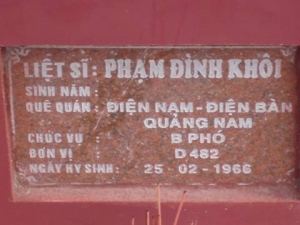 LIỆT SĨ : PHẠM ĐÌNH KHÔI
SINH NĂM :
QUÊ QUÁN : ĐIỆN NAM - ĐIỆN BÀN
QUẢNG NAM
CHỨC VỤ : B PHÓ
ĐƠN VỊ : D 482
NGÀY HY SINH : 25 - 02 - 1966